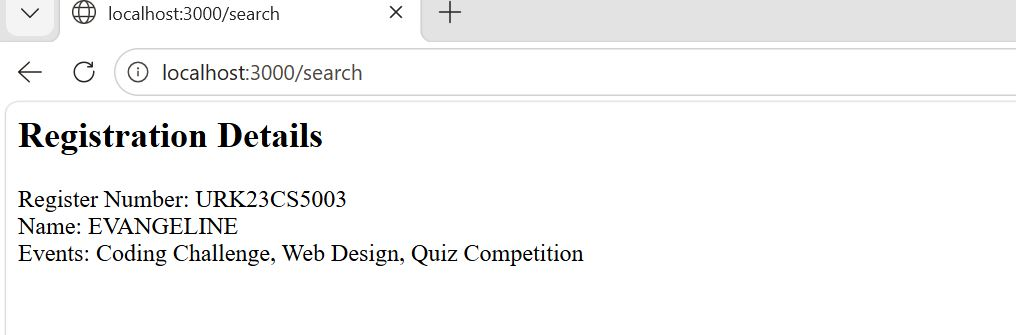 localhost:3000/search
localhost:3000/search
Registration Details
Register Number: URK23CS5003
Name: EVANGELINE
Events: Coding Challenge, Web Design, Quiz Competition